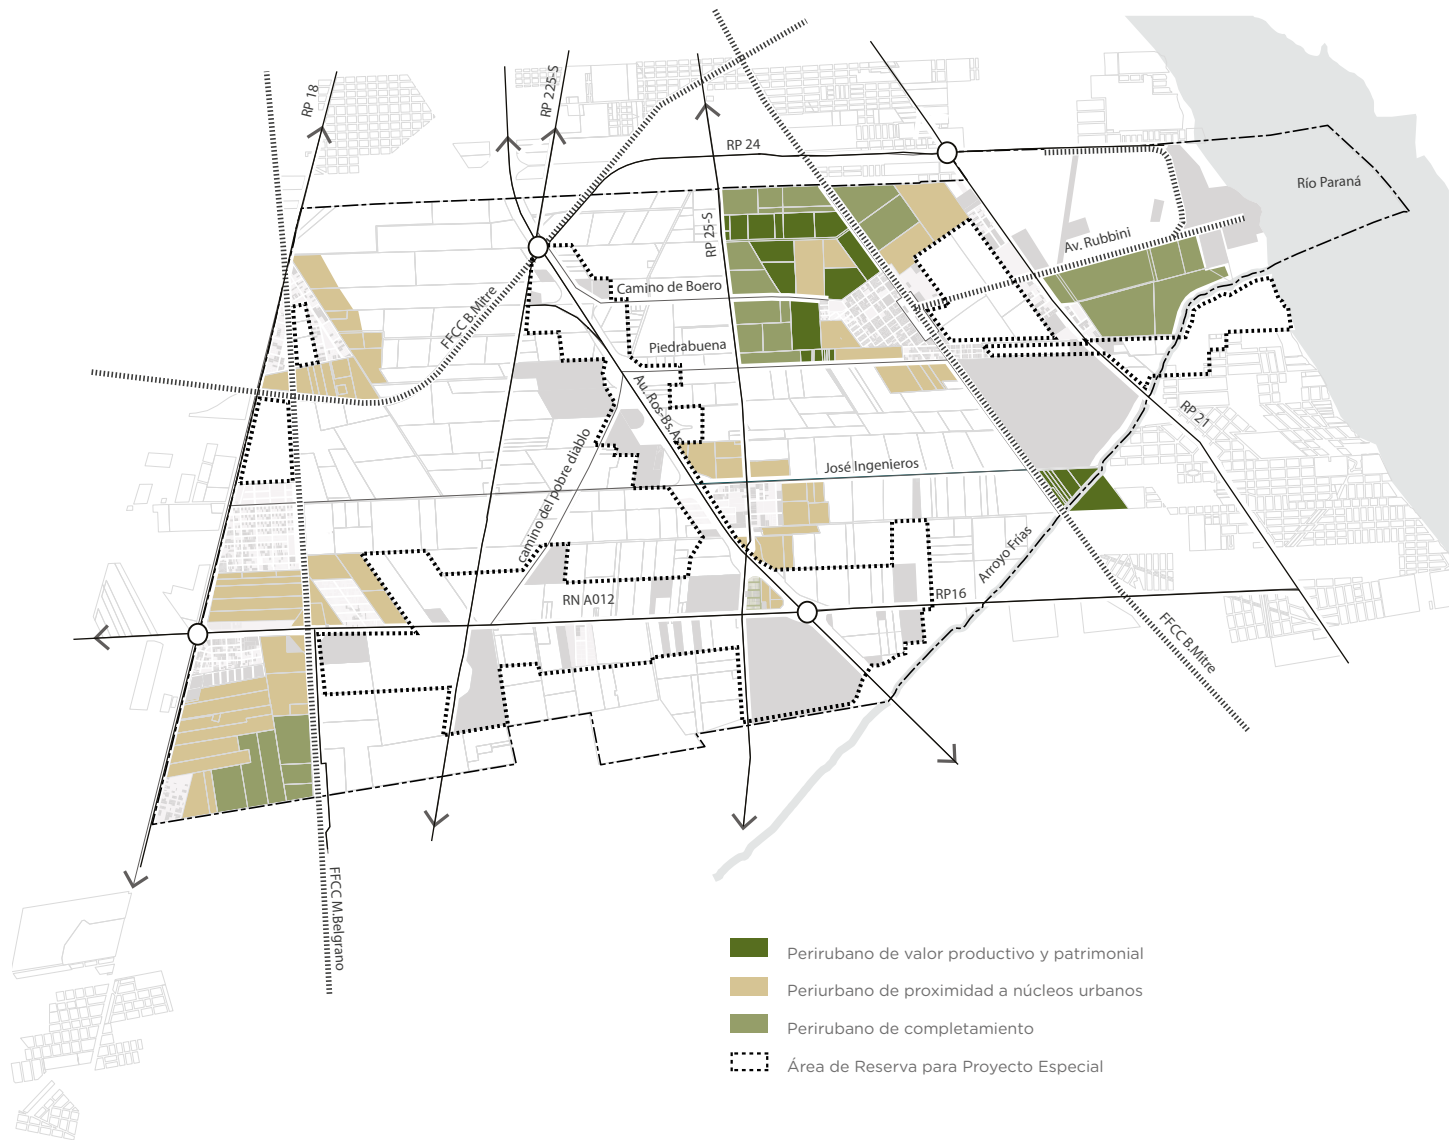 RP 18
RP 225-S
RP 24
Río Paraná
RP 25-S
Av. Rubbini
Camino de Boero
FFCC B.Mitre
Piedrabuena
Au. Ros-Bs.As
RP 21
camino del pobre diablo
José Ingenieros
Arroyo Frias
RN A012
RP16
FFCC B.Mitre
FFCC M.Belgrano
Perirubano de valor productivo y patrimonial
Periurbano de proximidad a núcleos urbanos
Perirubano de completamiento
Área de Reserva para Proyecto Especial